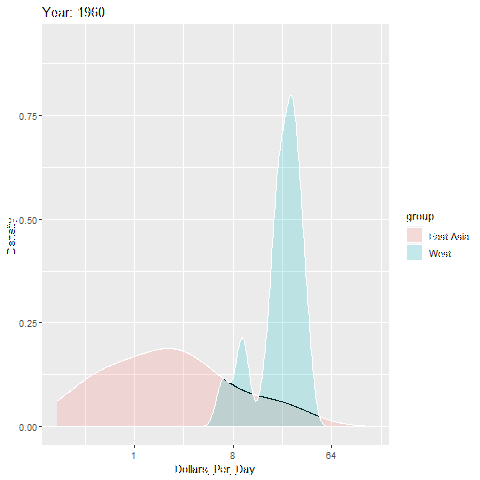 Year: 1960
0.75
0.50
0.25
0.00
Density
1
8
64
Dollars_Per_Day
group
East Asia
West